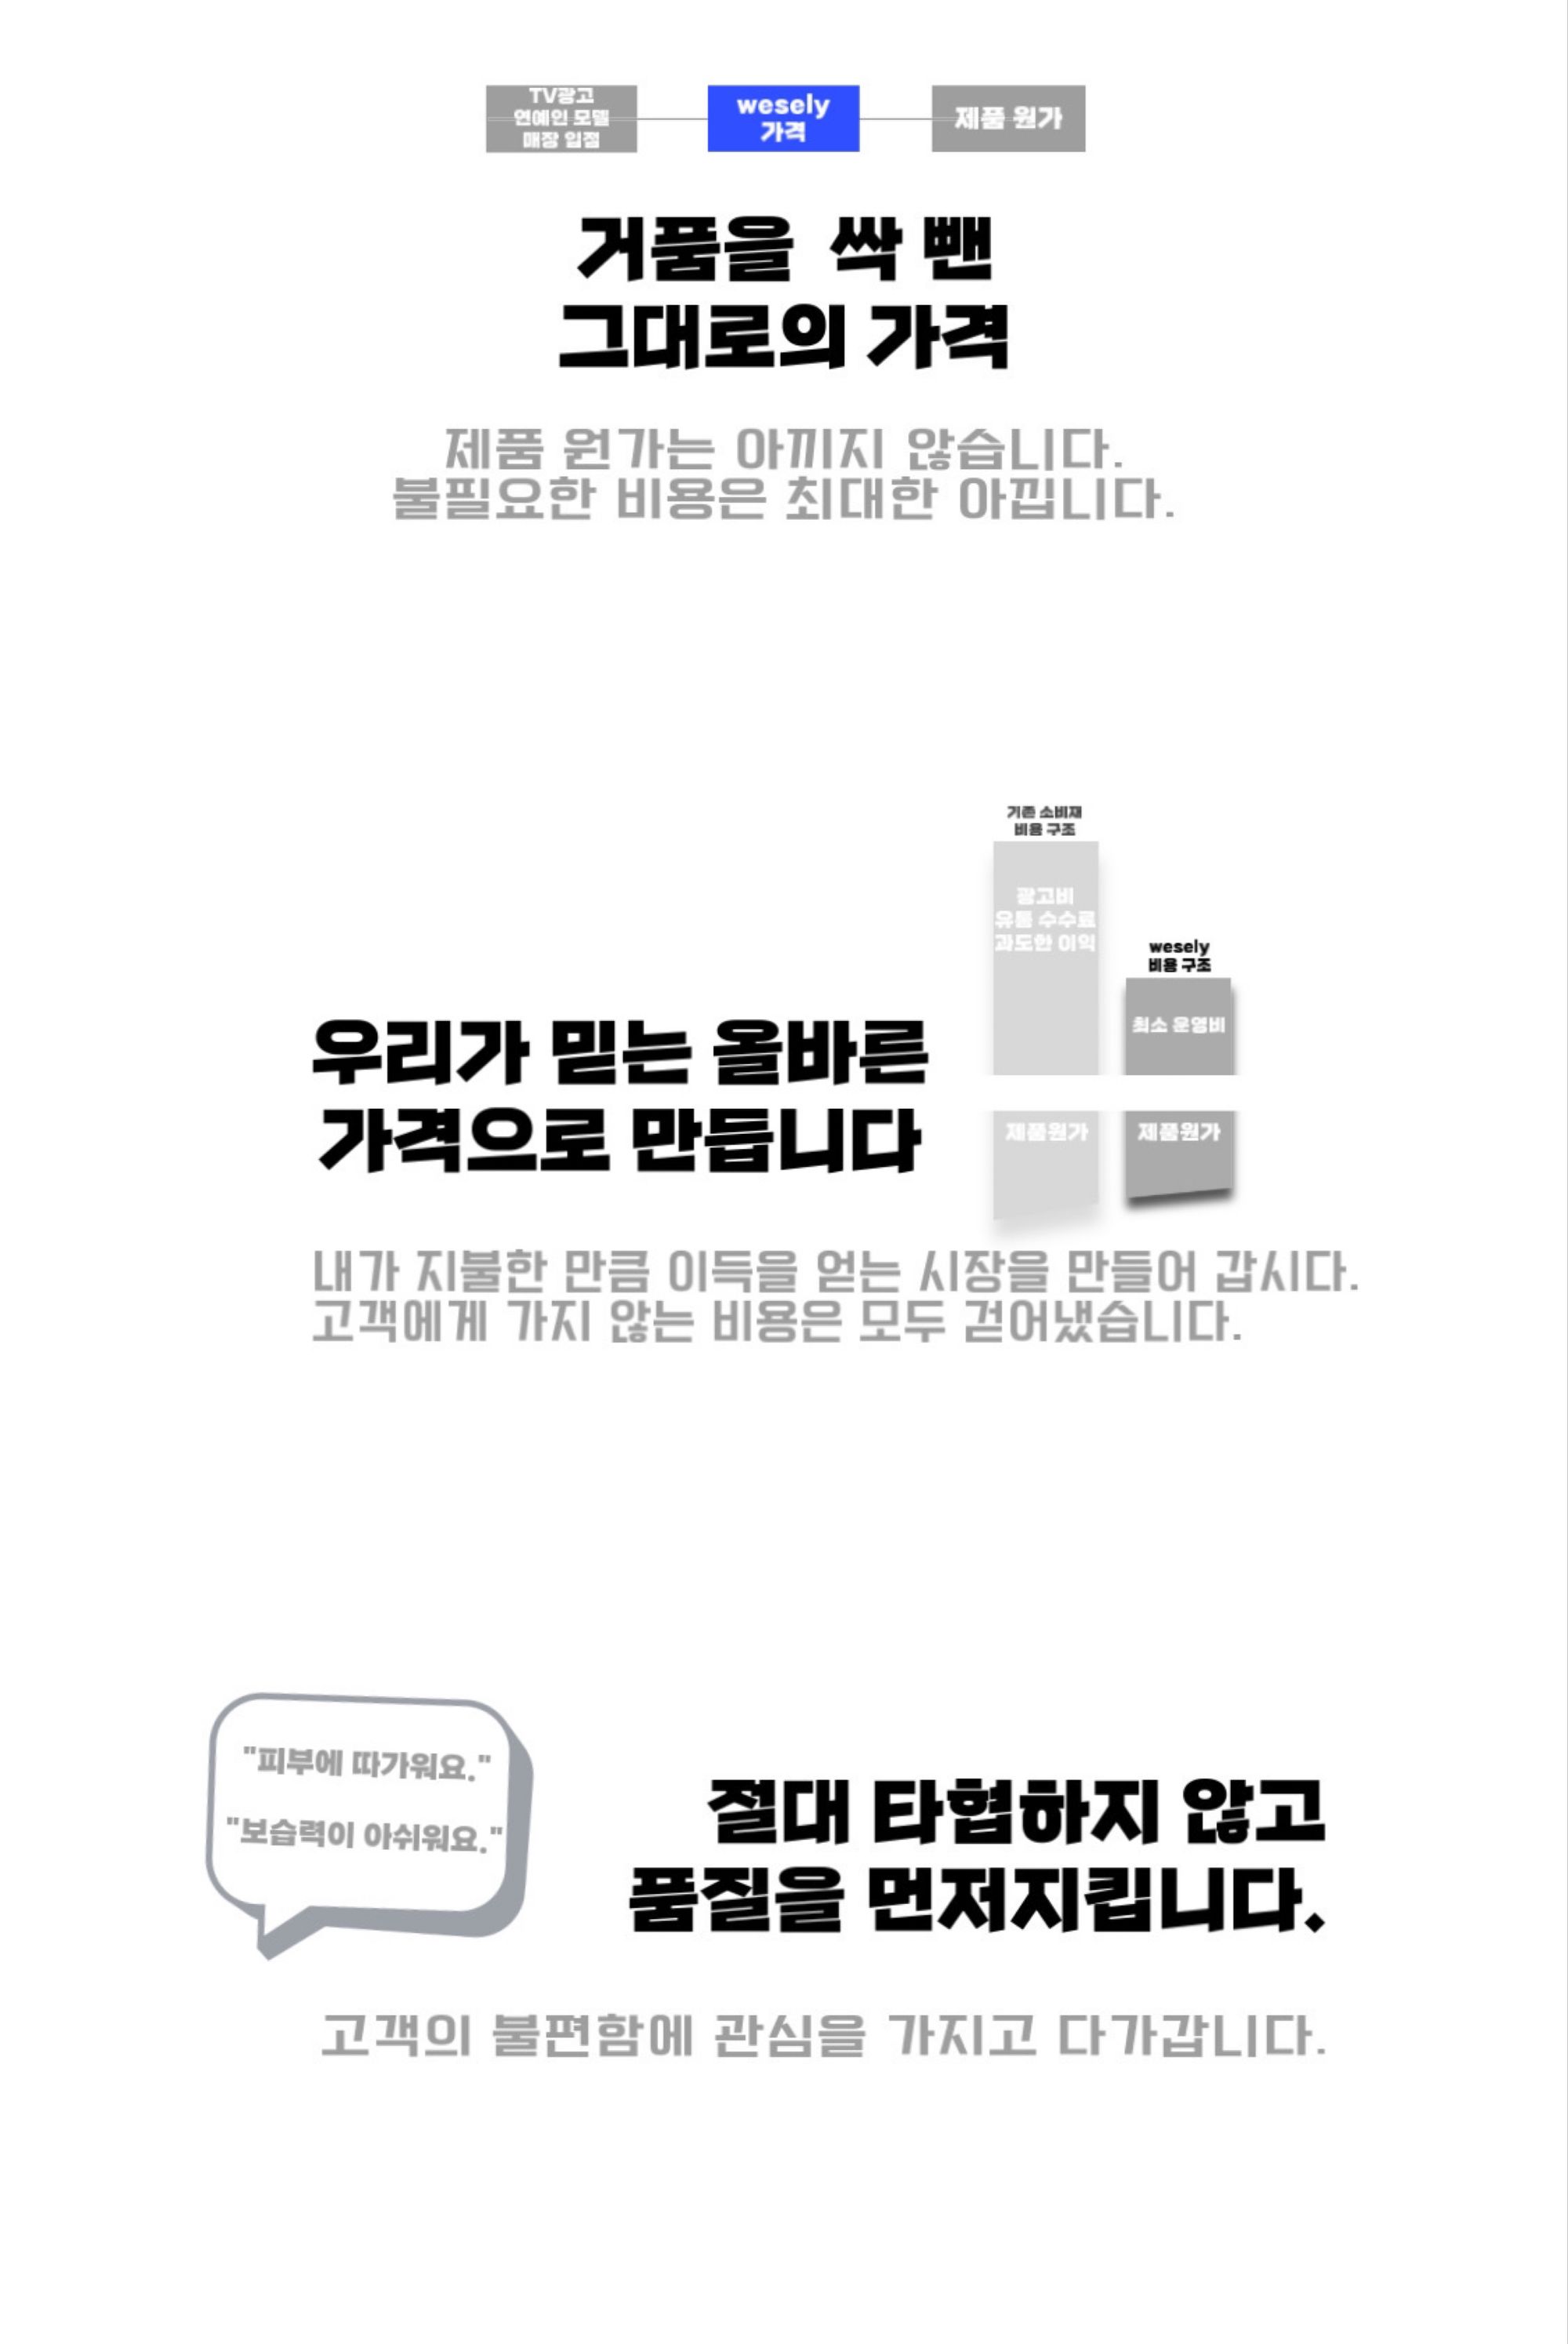 TV광고
연예인 모델
매장 입점
wesely
가격
제품 원가
거품을 싹 뺀
그대로의 가격
제품 원가는 아끼지 않습니다.
불필요한 비용은 최대한 아낍니다.
기존 소비재
비용 구조
광고비
유통 수수료
과도한 이익
wesely
비용 구조
최소 운영비
제품원가
제품원가
우리가 믿는 올바른
가격으로 만듭니다
내가 지불한 만큼 이득을 얻는 시장을 만들어 갑시다.
고객에게 가지 않는 비용은 모두 걷어냈습니다.
"피부에 따가워요."
"보습력이 아쉬워요."
절대 타협하지 않고
품질을 먼저지킵니다.
고객의 불편함에 관심을 가지고 다가갑니다.